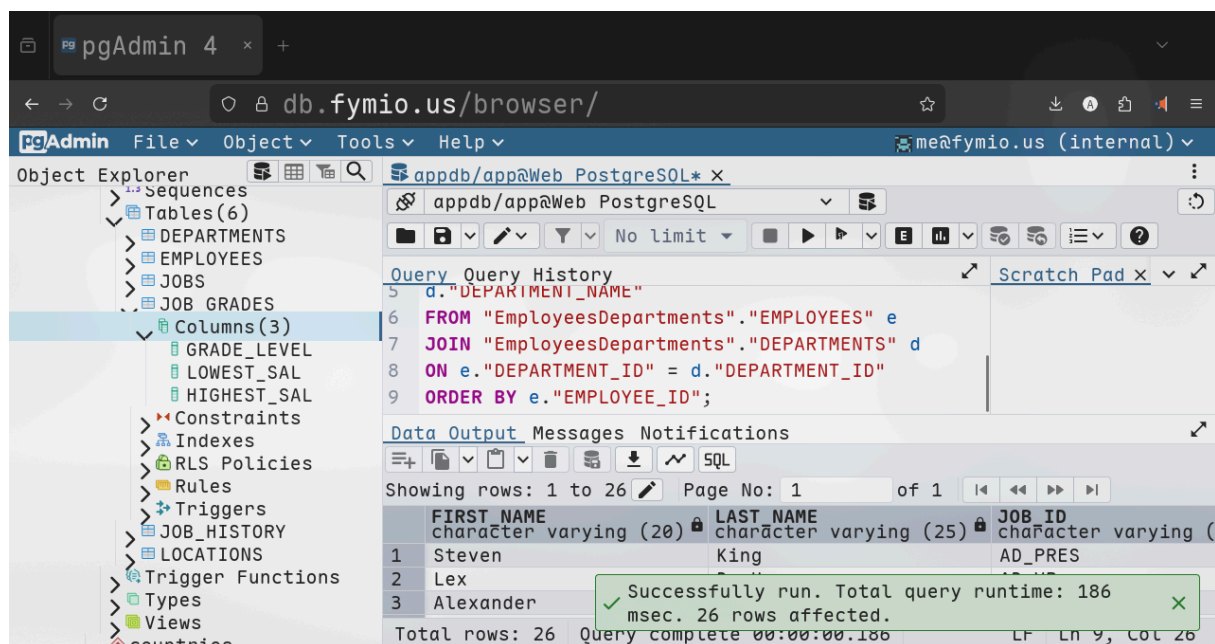 pgAdmin 4
db.fymio.us/browser/
pgAdmin File Object Tools Help me@fymio.us (internal)
Object Explorer
Sequences
Tables(6)
DEPARTMENTS
EMPLOYEES
JOBS
JOB GRADES
Columns(3)
GRADE_LEVEL
LOWEST_SAL
HIGHEST_SAL
Constraints
Indexes
RLS Policies
Rules
Triggers
JOB_HISTORY
LOCATIONS
Trigger Functions
Types
Views
countries
appdb/app@Web PostgreSQL*
appdb/app@Web PostgreSQL
No limit
Query Query History Scratch Pad
5 d."DEPARTMENT_NAME"
6 FROM "EmployeesDepartments"."EMPLOYEES" e
7 JOIN "EmployeesDepartments"."DEPARTMENTS" d
8 ON e."DEPARTMENT_ID" = d."DEPARTMENT_ID"
9 ORDER BY e."EMPLOYEE_ID";
Data Output Messages Notifications
SQL
Showing rows: 1 to 26 Page No: 1 of 1
FIRST_NAME LAST_NAME JOB_ID
character varying (20) character varying (25) character varying (
1 Steven King AD_PRES
2 Lex
3 Alexander
Successfully run. Total query runtime: 186
msec. 26 rows affected.
Total rows: 26 Query complete 00:00:00.186 LF Ln 9, Col 26